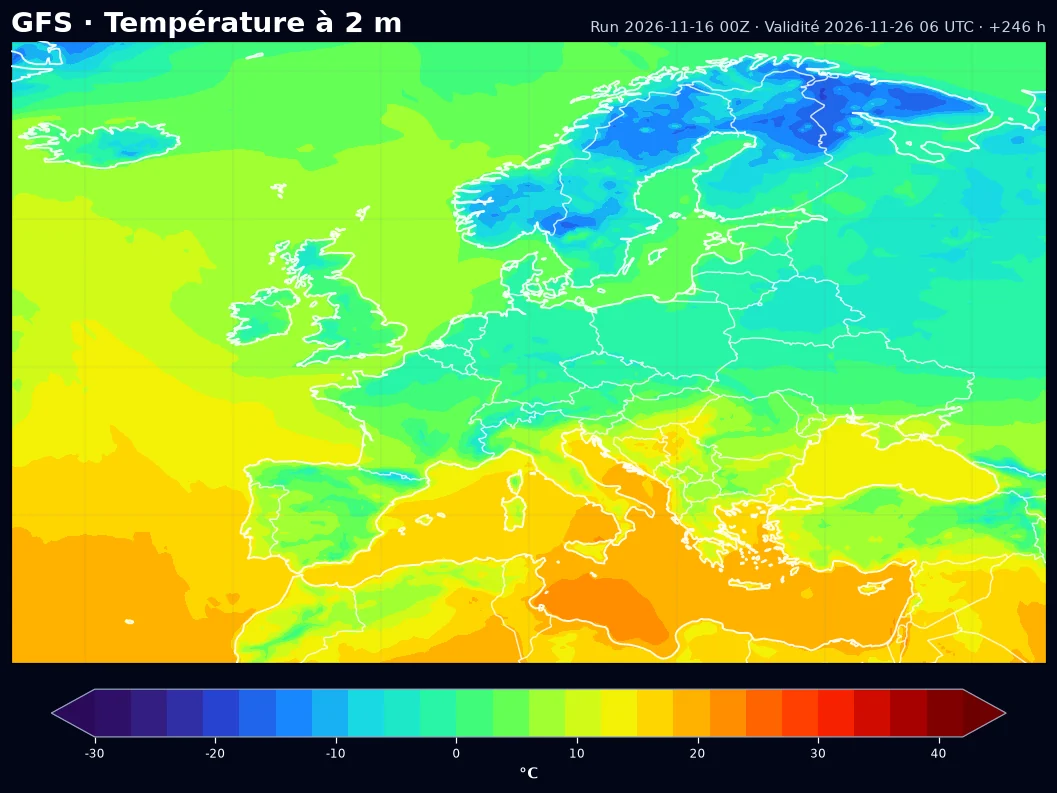 GFS · Température à 2 m
Run 2026-11-16 00Z · Validité 2026-11-26 06 UTC · +246 h
-30 -20 -10 0 10 20 30 40
°C